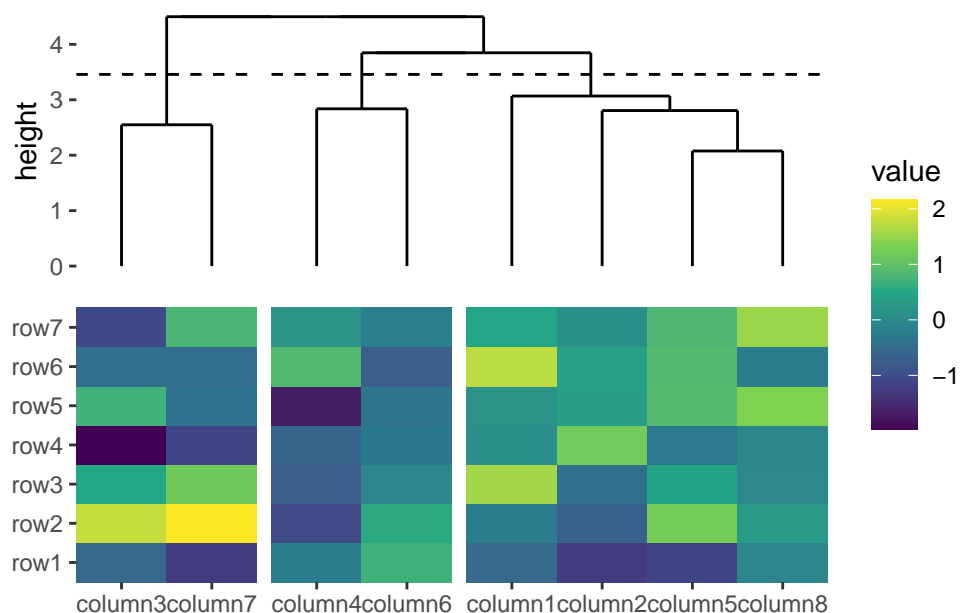 4
3
2
1
0
height
value
2
1
0
−1
row7
row6
row5
row4
row3
row2
row1
column3column7 column4column6 column1column2column5column8